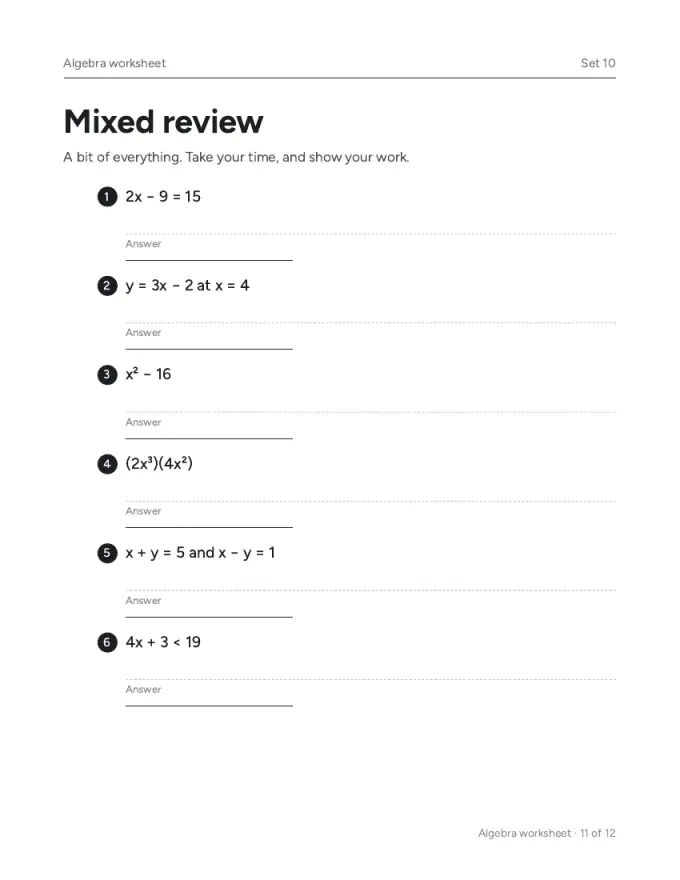 Algebra worksheet Set 10
Mixed review
A bit of everything. Take your time, and show your work.
1 2x − 9 = 15
Answer
2 y = 3x − 2 at x = 4
Answer
3 x² − 16
Answer
4 (2x³)(4x²)
Answer
5 x + y = 5 and x − y = 1
Answer
6 4x + 3 < 19
Answer
Algebra worksheet · 11 of 12